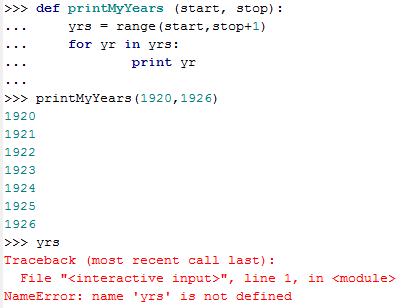 >>> def printMyYears (start, stop):
...     yrs = range(start,stop+1)
...     for yr in yrs:
...             print yr
...
>>> printMyYears(1920,1926)
1920
1921
1922
1923
1924
1925
1926
>>> yrs
Traceback (most recent call last):
  File "<interactive input>", line 1, in <module>
NameError: name 'yrs' is not defined